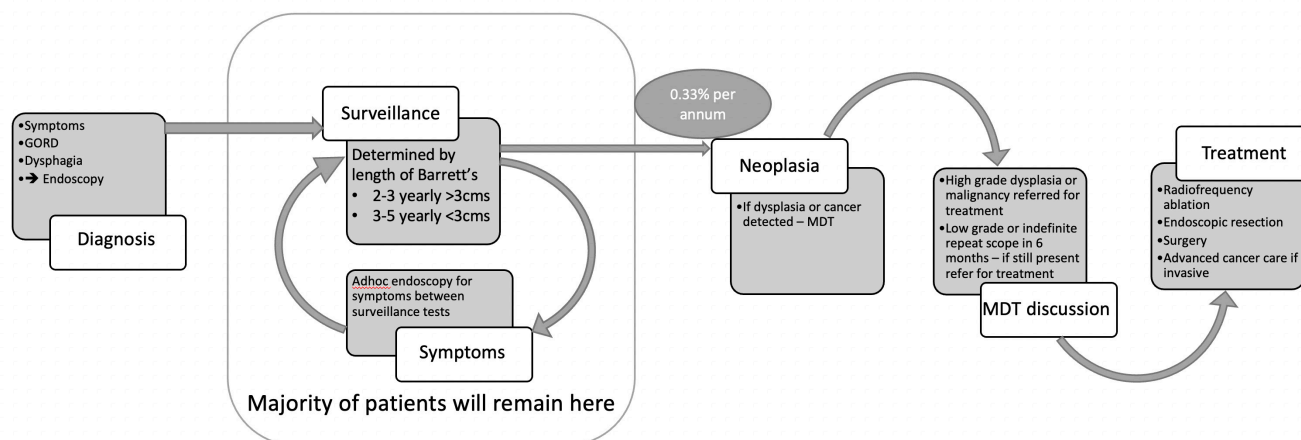 •Symptoms
•GORD
•Dysphagia
•➔ Endoscopy
Diagnosis
Surveillance
Determined by
length of Barrett's
• 2-3 yearly >3cms
• 3-5 yearly <3cms
Adhoc endoscopy for
symptoms between
surveillance tests
Symptoms
Majority of patients will remain here
0.33% per
annum
Neoplasia
•If dysplasia or cancer
detected – MDT
•High grade dysplasia or
malignancy referred for
treatment
•Low grade or indefinite
repeat scope in 6
months – if still present
refer for treatment
MDT discussion
Treatment
•Radiofrequency
ablation
•Endoscopic resection
•Surgery
•Advanced cancer care if
invasive